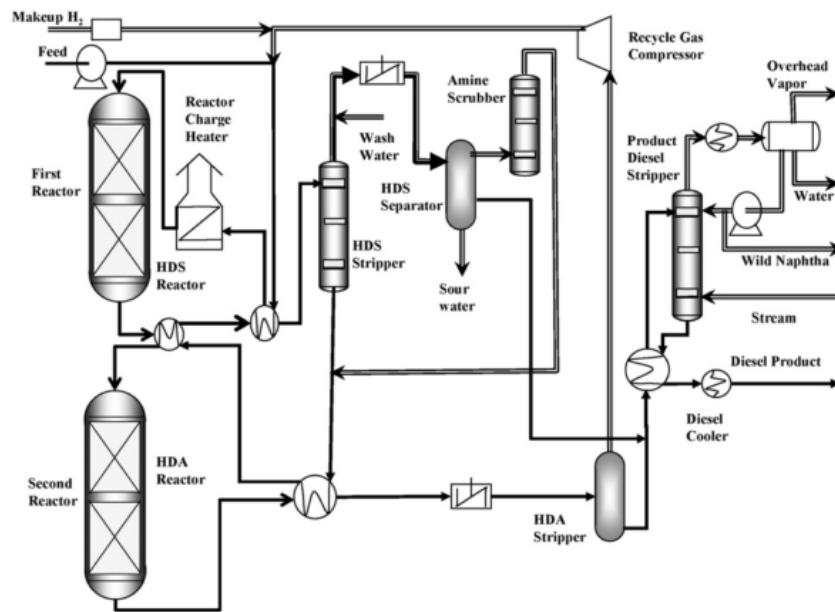 Makeup H2
Feed
Reactor
Charge
Heater
First
Reactor
HDS
Reactor
Wash
Water
HDS
Stripper
HDS
Separator
Sour
water
Amine
Scrubber
Recycle Gas
Compressor
Overhead
Vapor
Product
Diesel
Stripper
Water
Wild Naphtha
Stream
Diesel Product
Diesel
Cooler
HDA
Reactor
Second
Reactor
HDA
Stripper